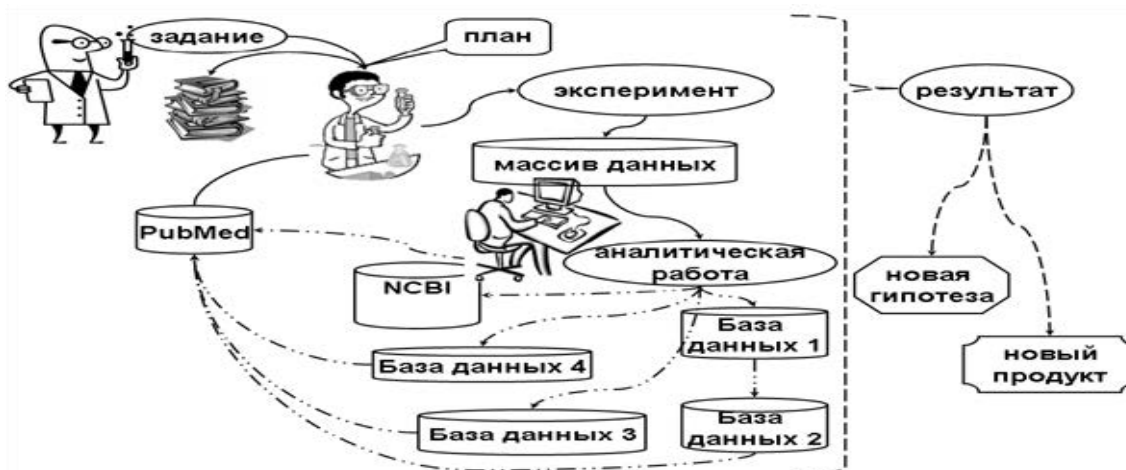 задание
план
эксперимент
результат
массив данных
PubMed
аналитическая
работа
NCBI
новая
гипотеза
База
данных 1
База данных 4
новый
продукт
База данных 3
База
данных 2